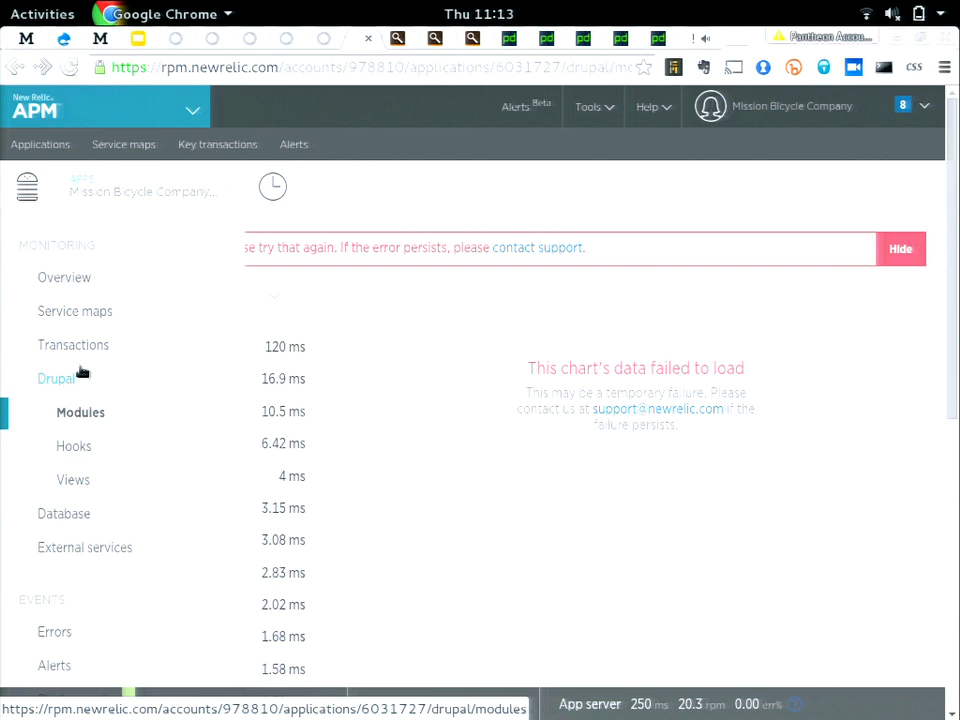 Activities
Google Chrome
Thu 11:13
Pantheon Accou...
https://rpm.newrelic.com/accounts/978810/applications/6031727/drupal/mo
CSS
New Relic
APM
Alerts Beta
Tools
Help
Mission Bicycle Company
8
Applications
Service maps
Key transactions
Alerts
APPS
Mission Bicycle Company...
MONITORING
se try that again. If the error persists, please contact support.
Hide
Overview
Service maps
Transactions
Drupal
Modules
Hooks
Views
Database
External services
EVENTS
Errors
Alerts
120 ms
16.9 ms
10.5 ms
6.42 ms
4 ms
3.15 ms
3.08 ms
2.83 ms
2.02 ms
1.68 ms
1.58 ms
This chart's data failed to load
This may be a temporary failure. Please
contact us at support@newrelic.com if the
failure persists.
https://rpm.newrelic.com/accounts/978810/applications/6031727/drupal/modules
App server 250 ms 20.3 rpm 0.00 err%